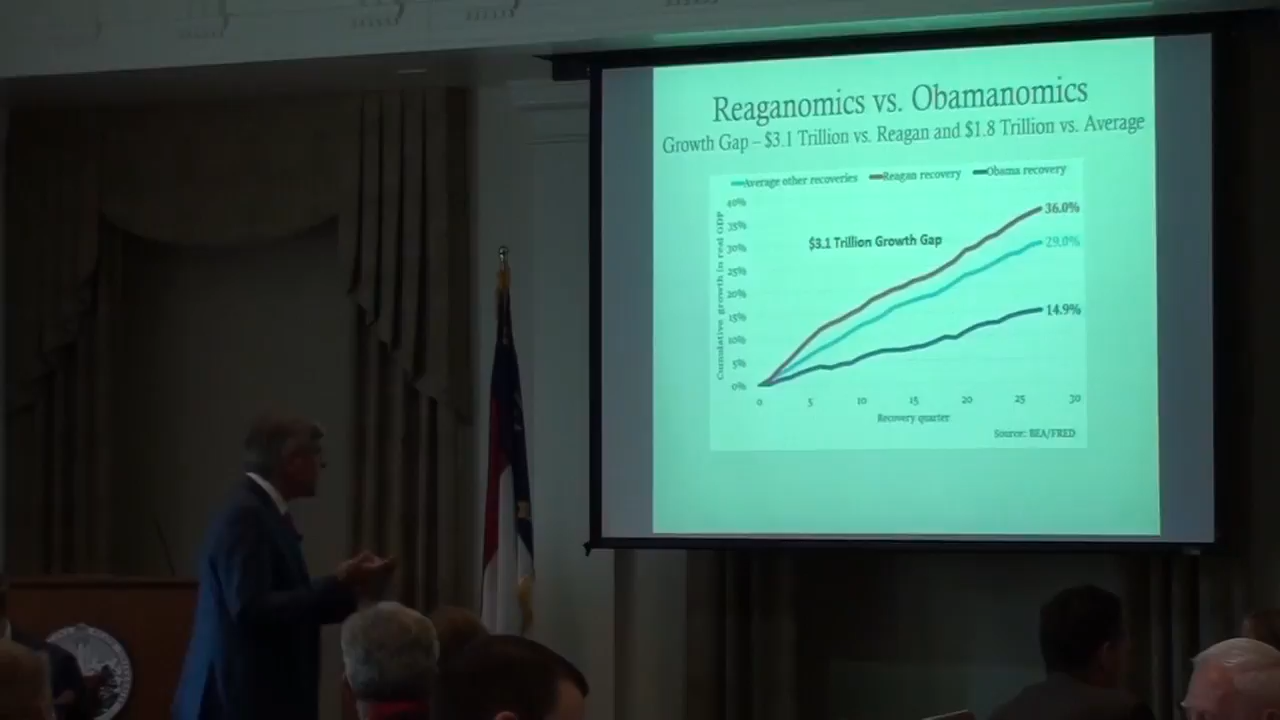 Reaganomics vs. Obamanomics
Growth Gap – $3.1 Trillion vs. Reagan and $1.8 Trillion vs. Average
Average other recoveries Reagan recovery Obama recovery
Cumulative growth in real GDP
40%
35%
30%
25%
20%
15%
10%
5%
0%
$3.1 Trillion Growth Gap
36.0%
29.0%
14.9%
0 5 10 15 20 25 30
Recovery quarter
Source: BEA/FRED